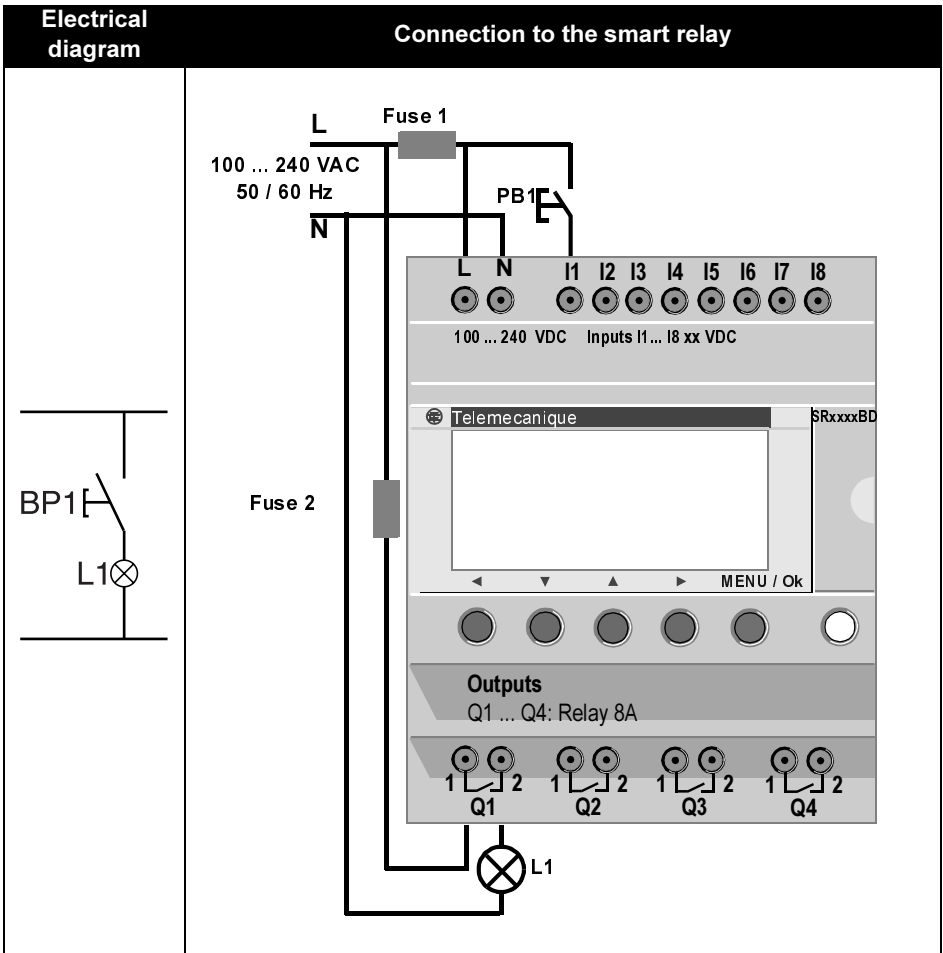 Electrical
diagram
Connection to the smart relay
Fuse 1
L
100 ... 240 VAC
50 / 60 Hz
N
PB1
L N I1 I2 I3 I4 I5 I6 I7 I8
100 ... 240 VDC Inputs I1... I8 xx VDC
Telemecanique
SRxxxxBD
BP1
L1
Fuse 2
MENU / Ok
Outputs
Q1 ... Q4: Relay 8A
1 2 1 2 1 2 1 2
Q1 Q2 Q3 Q4
L1